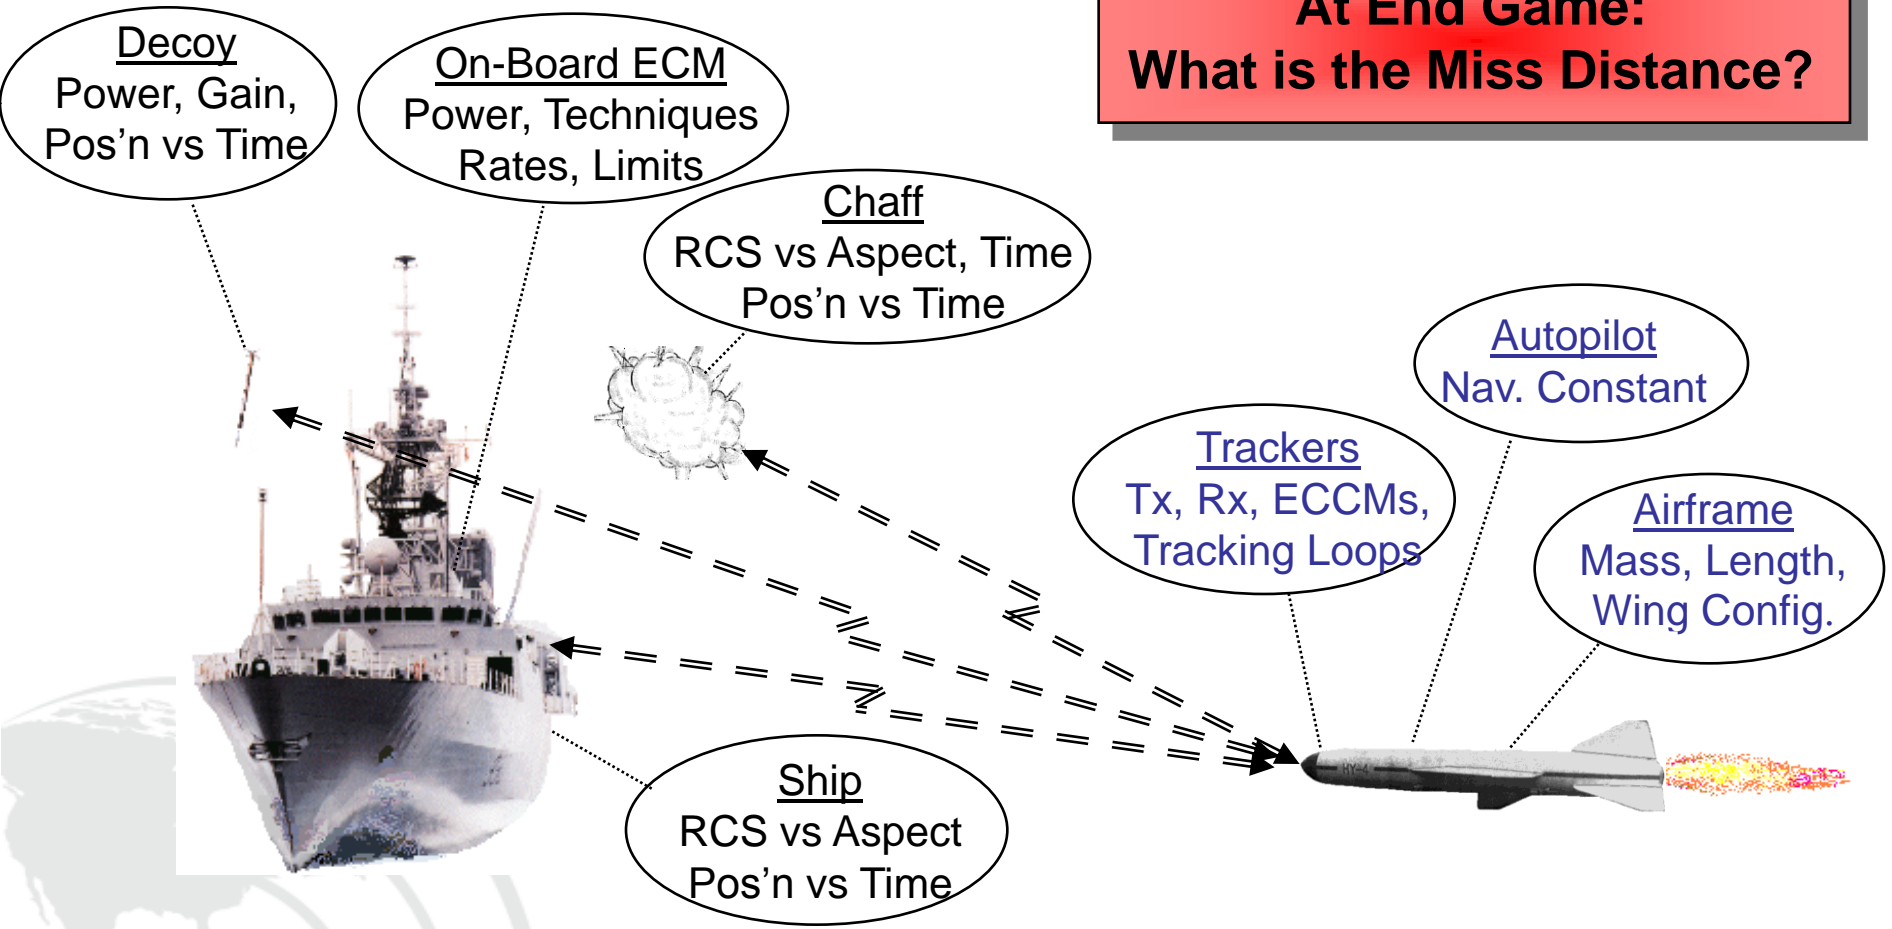 At End Game:
What is the Miss Distance?
Decoy
Power, Gain,
Pos’n vs Time
On-Board ECM
Power, Techniques
Rates, Limits
Chaff
RCS vs Aspect, Time
Pos’n vs Time
Autopilot
Nav. Constant
Trackers
Tx, Rx, ECCMs,
Tracking Loops
Airframe
Mass, Length,
Wing Config.
HY-4
Ship
RCS vs Aspect
Pos’n vs Time